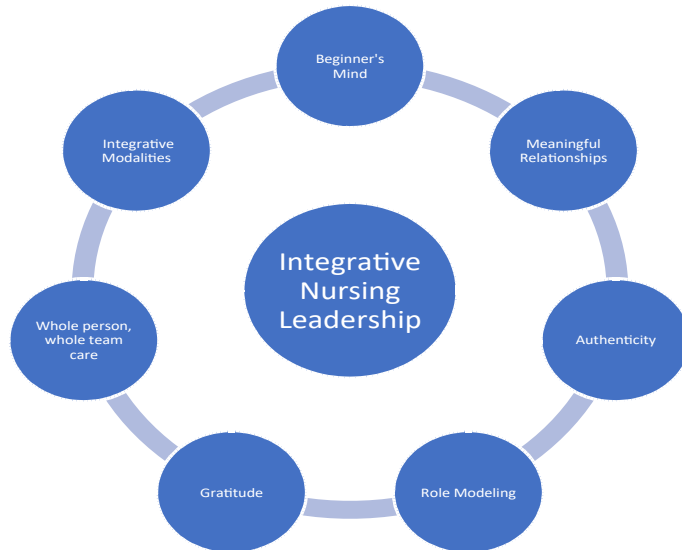 Beginner's
Mind
Meaningful
Relationships
Authenticity
Role Modeling
Gratitude
Whole person,
whole team
care
Integrative
Modalities
Integrative
Nursing
Leadership